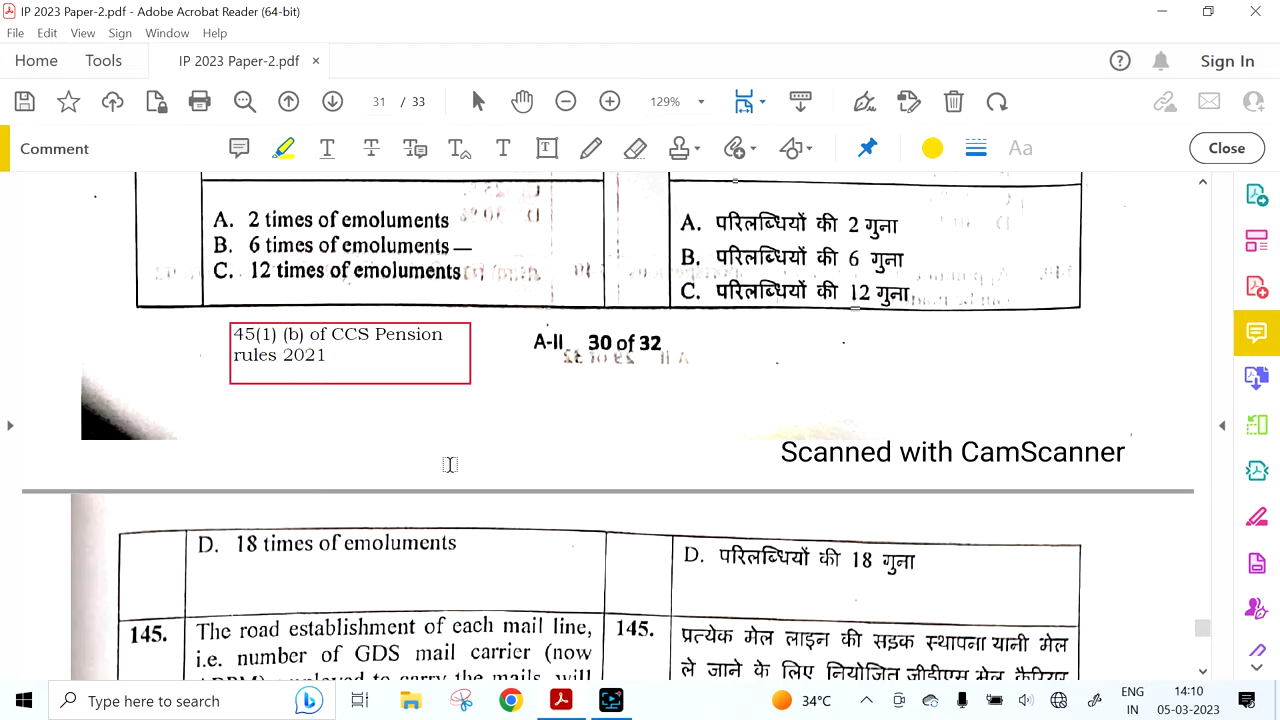 IP 2023 Paper-2.pdf - Adobe Acrobat Reader (64-bit)
File Edit View Sign Window Help
Home Tools IP 2023 Paper-2.pdf × Sign In
31 / 33 129%
Comment Close
A. 2 times of emoluments
B. 6 times of emoluments —
C. 12 times of emoluments
A. परिलब्धियों की 2 गुना
B. परिलब्धियों की 6 गुना
C. परिलब्धियों की 12 गुना
45(1) (b) of CCS Pension
rules 2021
A-II 30 of 32
Scanned with CamScanner
D. 18 times of emoluments
D. परिलब्धियों की 18 गुना
145. The road establishment of each mail line,
i.e. number of GDS mail carrier (now
145. प्रत्येक मेल लाइन की सड़क स्थापना यानी मेल
ले जाने के लिए नियोजित जीडीएस मेल कैरियर
Type here to search
34°C
ENG
IN
14:10
05-03-2023